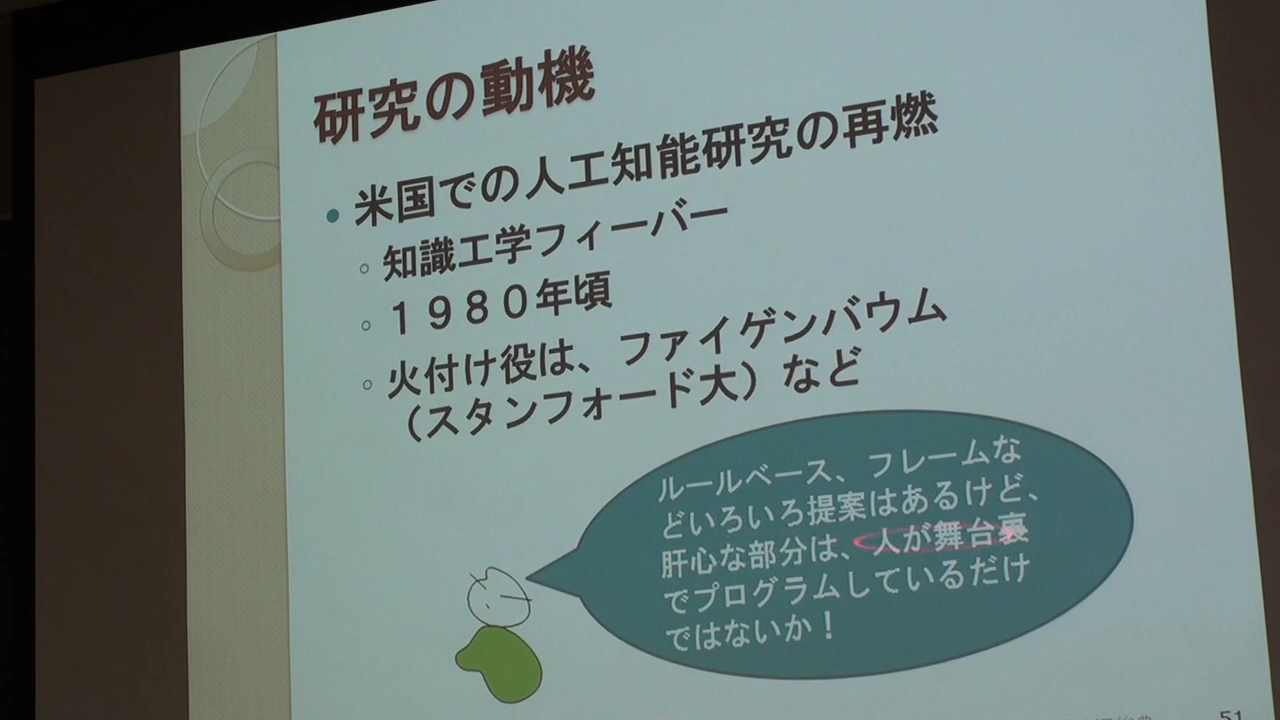 研究の動機
米国での人工知能研究の再燃
知識工学フィーバー
１９８０年頃
火付け役は、ファイゲンバウム
（スタンフォード大）など
ルールベース、フレームな
どいろいろ提案はあるけど、
肝心な部分は、人が舞台裏
でプログラムしているだけ
ではないか！
51